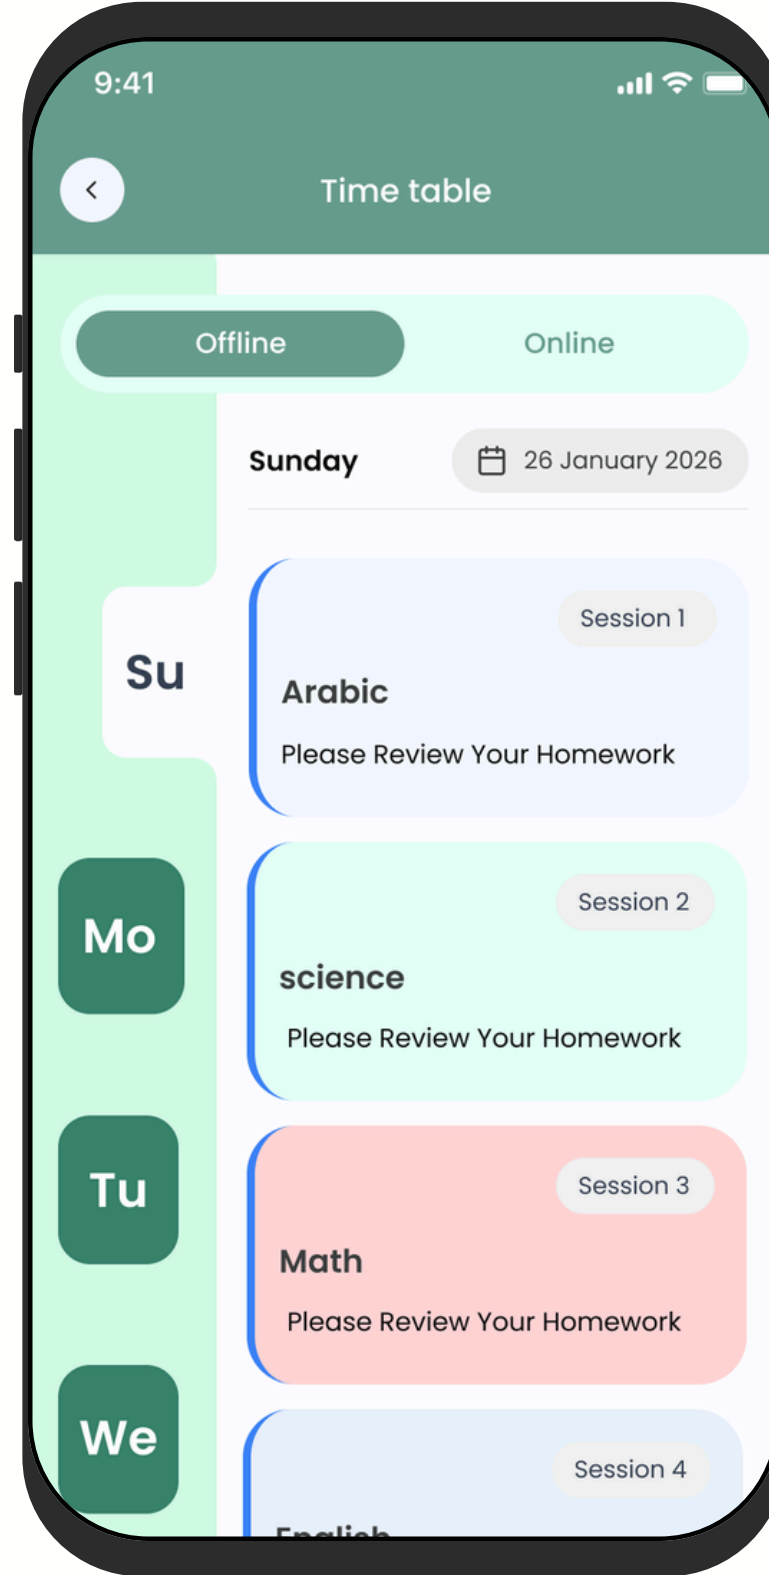 9:41
Time table
Offline
Online
Sunday
26 January 2026
Su
Mo
Tu
We
Session 1
Arabic
Please Review Your Homework
Session 2
science
Please Review Your Homework
Session 3
Math
Please Review Your Homework
Session 4
English